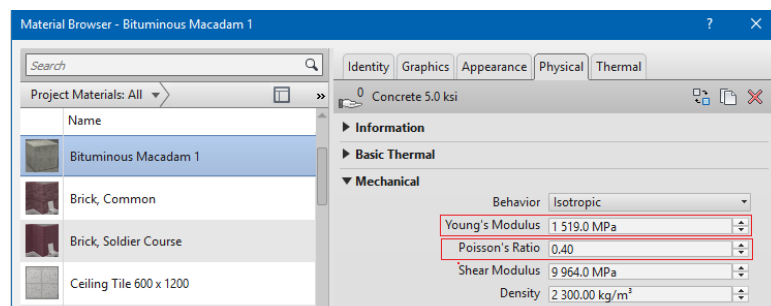 Material Browser - Bituminous Macadam 1 ? ×
Search
Project Materials: All »
Name
Bituminous Macadam 1
Brick, Common
Brick, Soldier Course
Ceiling Tile 600 x 1200
Identity Graphics Appearance Physical Thermal
0 Concrete 5.0 ksi
Information
Basic Thermal
Mechanical
Behavior Isotropic
Young's Modulus 1 519.0 MPa
Poisson's Ratio 0.40
Shear Modulus 9 964.0 MPa
Density 2 300.00 kg/m³